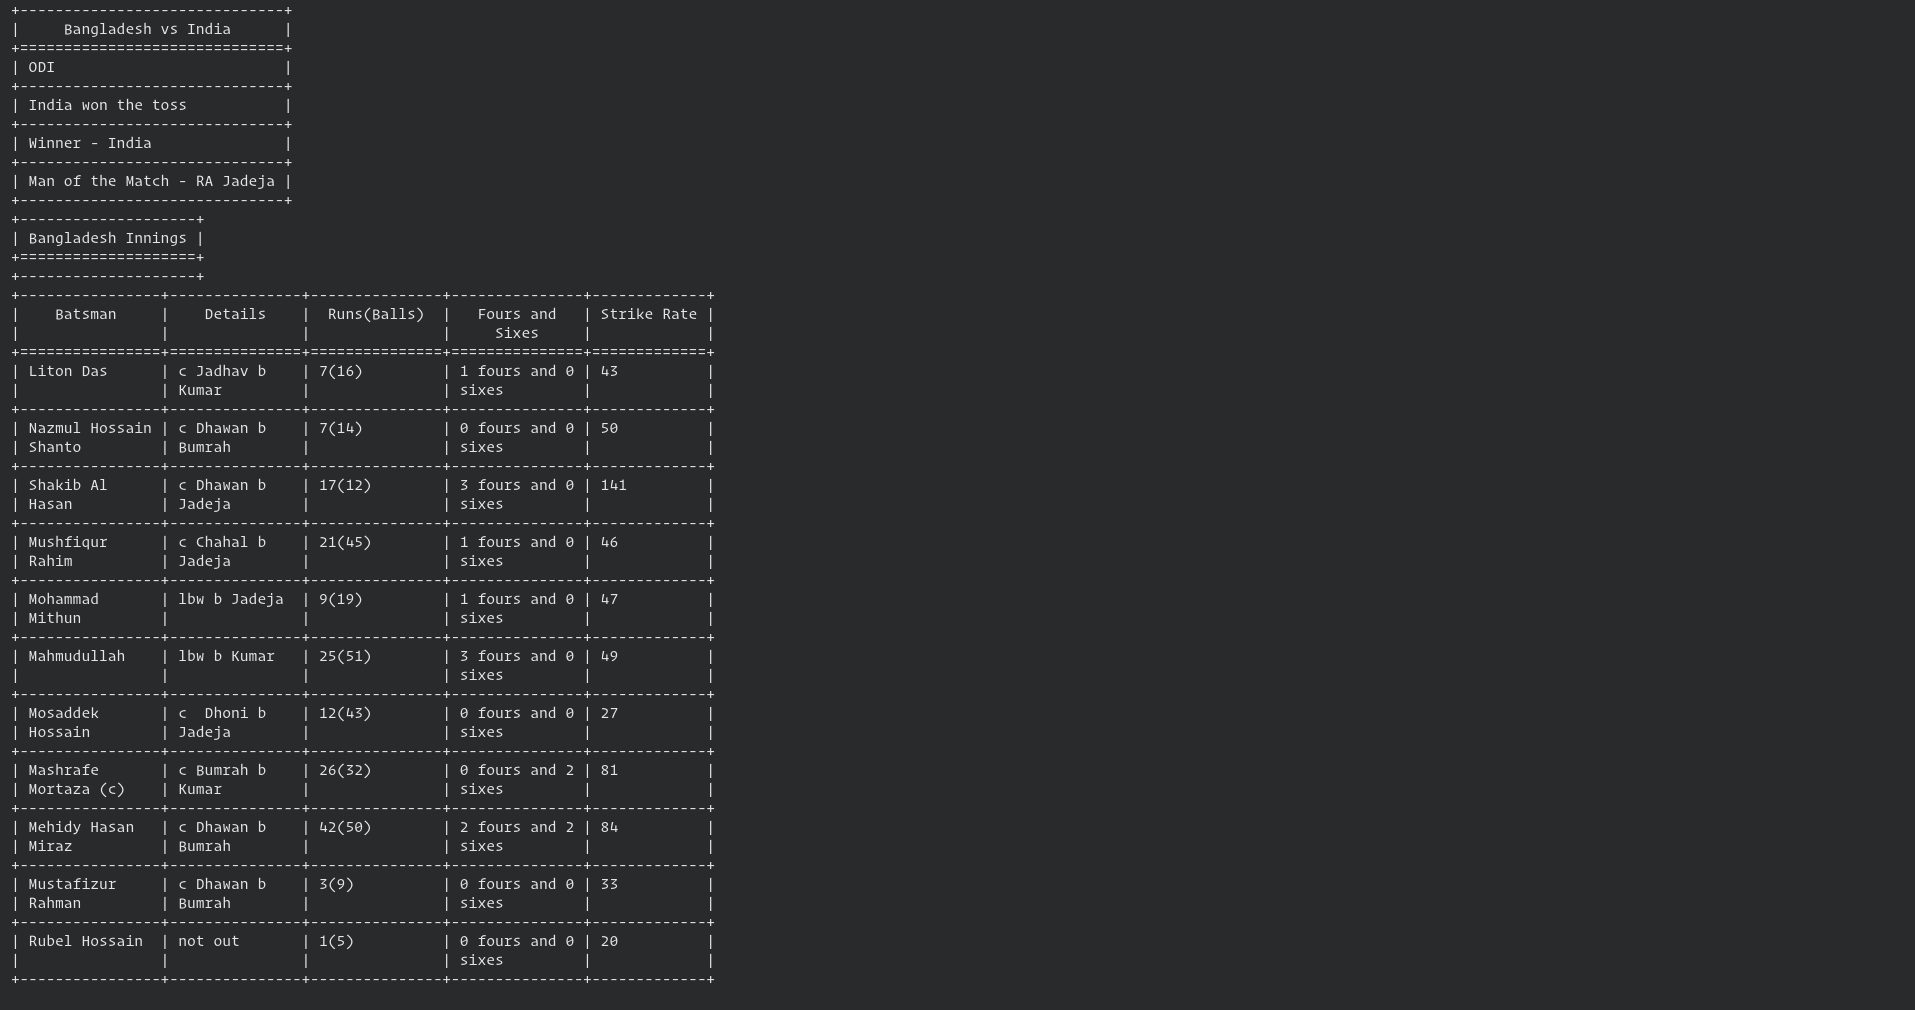 +------------------------------+
|     Bangladesh vs India      |
+==============================+
| ODI                          |
+------------------------------+
| India won the toss           |
+------------------------------+
| Winner - India               |
+------------------------------+
| Man of the Match - RA Jadeja |
+------------------------------+
+--------------------+
| Bangladesh Innings |
+====================+
+--------------------+
+----------------+---------------+---------------+---------------+-------------+
|    Batsman     |    Details    |  Runs(Balls)  |   Fours and   | Strike Rate |
|                |               |               |     Sixes     |             |
+================+===============+===============+===============+=============+
| Liton Das      | c Jadhav b    | 7(16)         | 1 fours and 0 | 43          |
|                | Kumar         |               | sixes         |             |
+----------------+---------------+---------------+---------------+-------------+
| Nazmul Hossain | c Dhawan b    | 7(14)         | 0 fours and 0 | 50          |
| Shanto         | Bumrah        |               | sixes         |             |
+----------------+---------------+---------------+---------------+-------------+
| Shakib Al      | c Dhawan b    | 17(12)        | 3 fours and 0 | 141         |
| Hasan          | Jadeja        |               | sixes         |             |
+----------------+---------------+---------------+---------------+-------------+
| Mushfiqur      | c Chahal b    | 21(45)        | 1 fours and 0 | 46          |
| Rahim          | Jadeja        |               | sixes         |             |
+----------------+---------------+---------------+---------------+-------------+
| Mohammad       | lbw b Jadeja  | 9(19)         | 1 fours and 0 | 47          |
| Mithun         |               |               | sixes         |             |
+----------------+---------------+---------------+---------------+-------------+
| Mahmudullah    | lbw b Kumar   | 25(51)        | 3 fours and 0 | 49          |
|                |               |               | sixes         |             |
+----------------+---------------+---------------+---------------+-------------+
| Mosaddek       | c  Dhoni b    | 12(43)        | 0 fours and 0 | 27          |
| Hossain        | Jadeja        |               | sixes         |             |
+----------------+---------------+---------------+---------------+-------------+
| Mashrafe       | c Bumrah b    | 26(32)        | 0 fours and 2 | 81          |
| Mortaza (c)    | Kumar         |               | sixes         |             |
+----------------+---------------+---------------+---------------+-------------+
| Mehidy Hasan   | c Dhawan b    | 42(50)        | 2 fours and 2 | 84          |
| Miraz          | Bumrah        |               | sixes         |             |
+----------------+---------------+---------------+---------------+-------------+
| Mustafizur     | c Dhawan b    | 3(9)          | 0 fours and 0 | 33          |
| Rahman         | Bumrah        |               | sixes         |             |
+----------------+---------------+---------------+---------------+-------------+
| Rubel Hossain  | not out       | 1(5)          | 0 fours and 0 | 20          |
|                |               |               | sixes         |             |
+----------------+---------------+---------------+---------------+-------------+